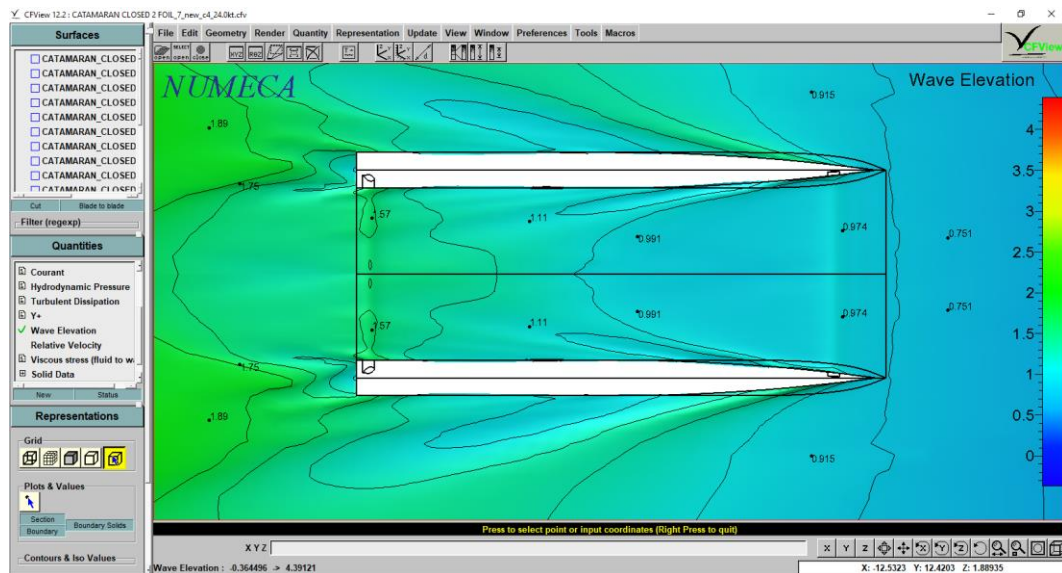 CFView 12.2 : CATAMARAN CLOSED 2 FOIL_7_new_c4_24.0kt.cfv
Surfaces
File Edit Geometry Render Quantity Representation Update View Window Preferences Tools Macros
CATAMARAN_CLOSED
CATAMARAN_CLOSED
CATAMARAN_CLOSED
CATAMARAN_CLOSED
CATAMARAN_CLOSED
CATAMARAN_CLOSED
CATAMARAN_CLOSED
CATAMARAN_CLOSED
CATAMARAN_CLOSED
CATAMARAN_CLOSED
Cut Blade to blade
Filter (regexp)
Quantities
Courant
Hydrodynamic Pressure
Turbulent Dissipation
Y+
Wave Elevation
Relative Velocity
Viscous stress (fluid to w
Solid Data
New Status
Representations
Grid
Plots & Values
Section
Boundary
Boundary Solids
Contours & Iso Values
open
SELECT
open
close
XYZ
RθZ
CFView
NUMECA
Wave Elevation
0.915
1.89
1.75
1.57
1.11
0.991
0.974
0.751
1.57
1.11
0.991
0.974
0.751
1.75
1.89
0.915
4
3.5
3
2.5
2
1.5
1
0.5
0
Press to select point or input coordinates (Right Press to quit)
X Y Z
X Y Z X Y Z
Wave Elevation : -0.364496 -> 4.39121
X: -12.5323 Y: 12.4203 Z: 1.88935